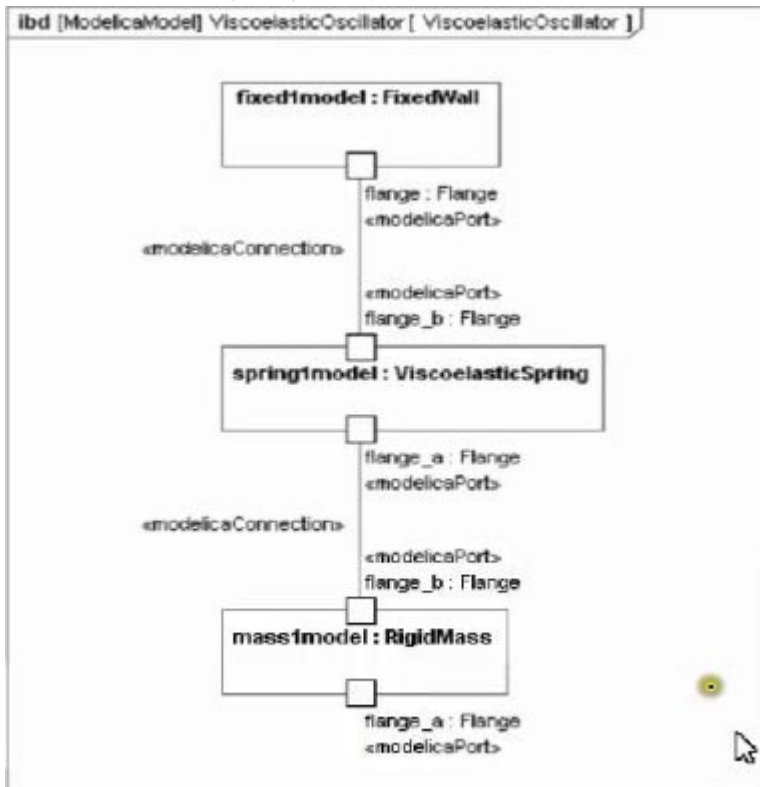 ibd [ModelicaModel] ViscoelasticOscillator [ ViscoelasticOscillator ]
fixed1model : FixedWall
flange : Flange
«modelicaPort»
«modelicaConnection»
«modelicaPort»
flange_b : Flange
spring1model : ViscoelasticSpring
flange_a : Flange
«modelicaPort»
«modelicaConnection»
«modelicaPort»
flange_b : Flange
mass1model : RigidMass
flange_a : Flange
«modelicaPort»